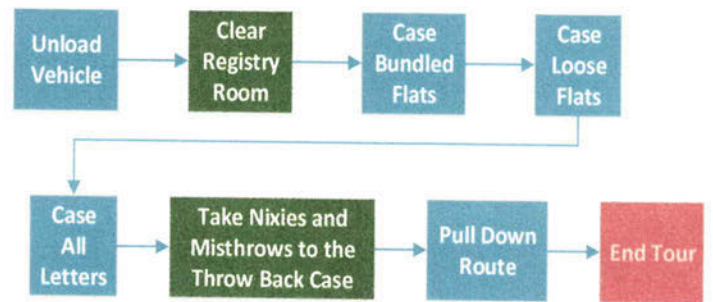 Unload
Vehicle
Clear
Registry
Room
Case
Bundled
Flats
Case
Loose
Flats
Case
All
Letters
Take Nixies and
Misthrows to the
Throw Back Case
Pull Down
Route
End Tour